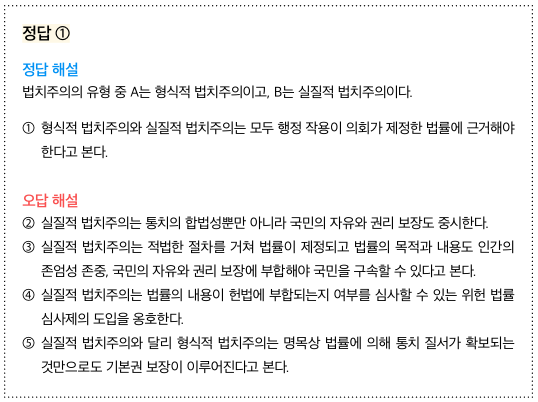 정답 ①
정답 해설
법치주의의 유형 중 A는 형식적 법치주의이고, B는 실질적 법치주의이다.
① 형식적 법치주의와 실질적 법치주의는 모두 행정 작용이 의회가 제정한 법률에 근거해야
한다고 본다.
오답 해설
② 실질적 법치주의는 통치의 합법성뿐만 아니라 국민의 자유와 권리 보장도 중시한다.
③ 실질적 법치주의는 적법한 절차를 거쳐 법률이 제정되고 법률의 목적과 내용도 인간의
존엄성 존중, 국민의 자유와 권리 보장에 부합해야 국민을 구속할 수 있다고 본다.
④ 실질적 법치주의는 법률의 내용이 헌법에 부합되는지 여부를 심사할 수 있는 위헌 법률
심사제의 도입을 옹호한다.
⑤ 실질적 법치주의와 달리 형식적 법치주의는 명목상 법률에 의해 통치 질서가 확보되는
것만으로도 기본권 보장이 이루어진다고 본다.